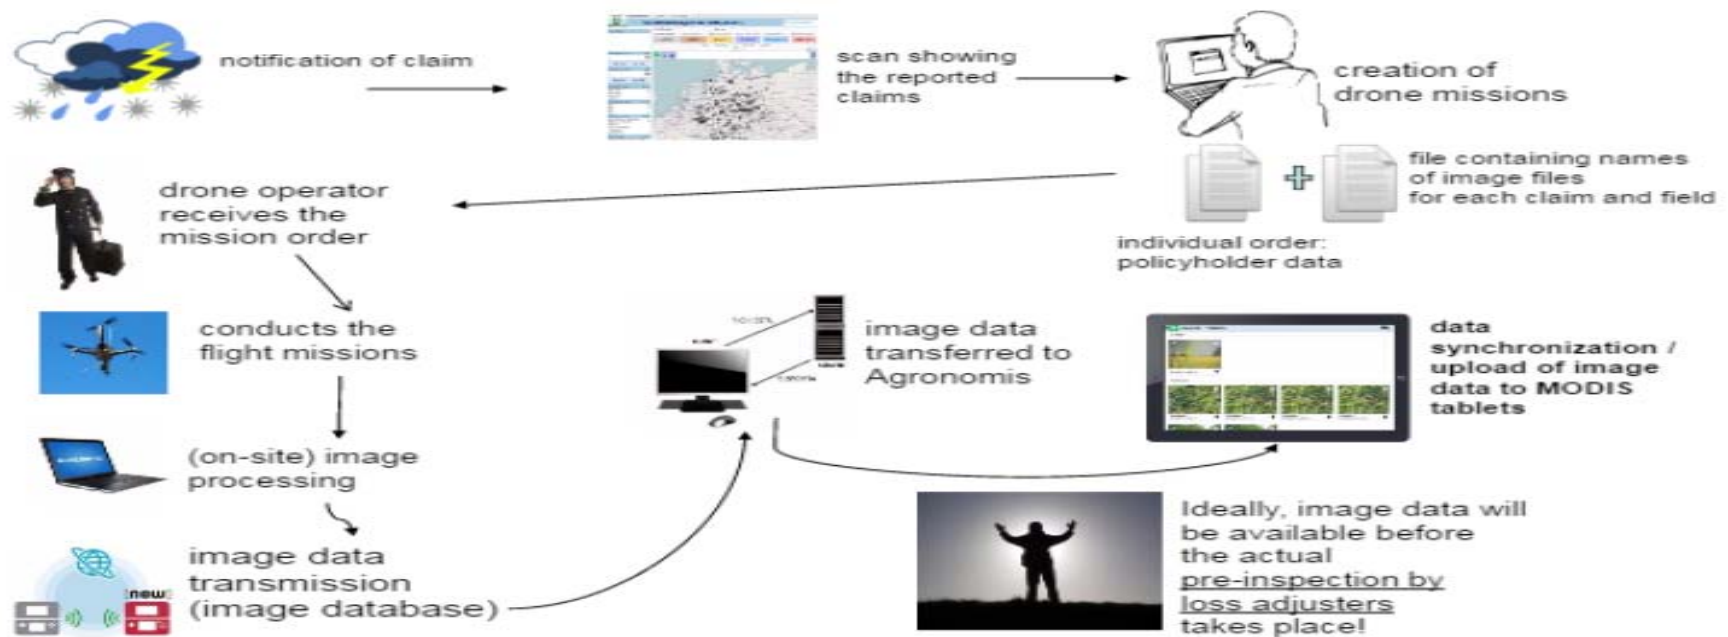 notification of claim
scan showing
the reported
claims
creation of
drone missions
file containing names
of image files
for each claim and field
individual order:
policyholder data
drone operator
receives the
mission order
conducts the
flight missions
(on-site) image
processing
image data
transmission
(image database)
new
image data
transferred to
Agronomis
data
synchronization /
upload of image
data to MODIS
tablets
Ideally, image data will
be available before
the actual
pre-inspection by
loss adjusters
takes place!